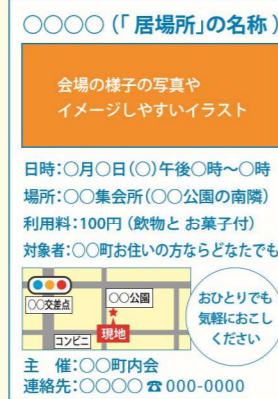 ○○○○(「居場所」の名称)
会場の様子の写真や
イメージしやすいイラスト
日時:○月○日(○)午後○時～○時
場所:○○集会所(○○公園の南隣)
利用料:100円(飲物とお菓子付)
対象者:○○町お住いの方ならどなたでも
○○交差点
○○公園
コンビニ
現地
おひとりでも
気軽におこし
ください
主　催:○○町内会
連絡先:○○○○ ☎000-0000